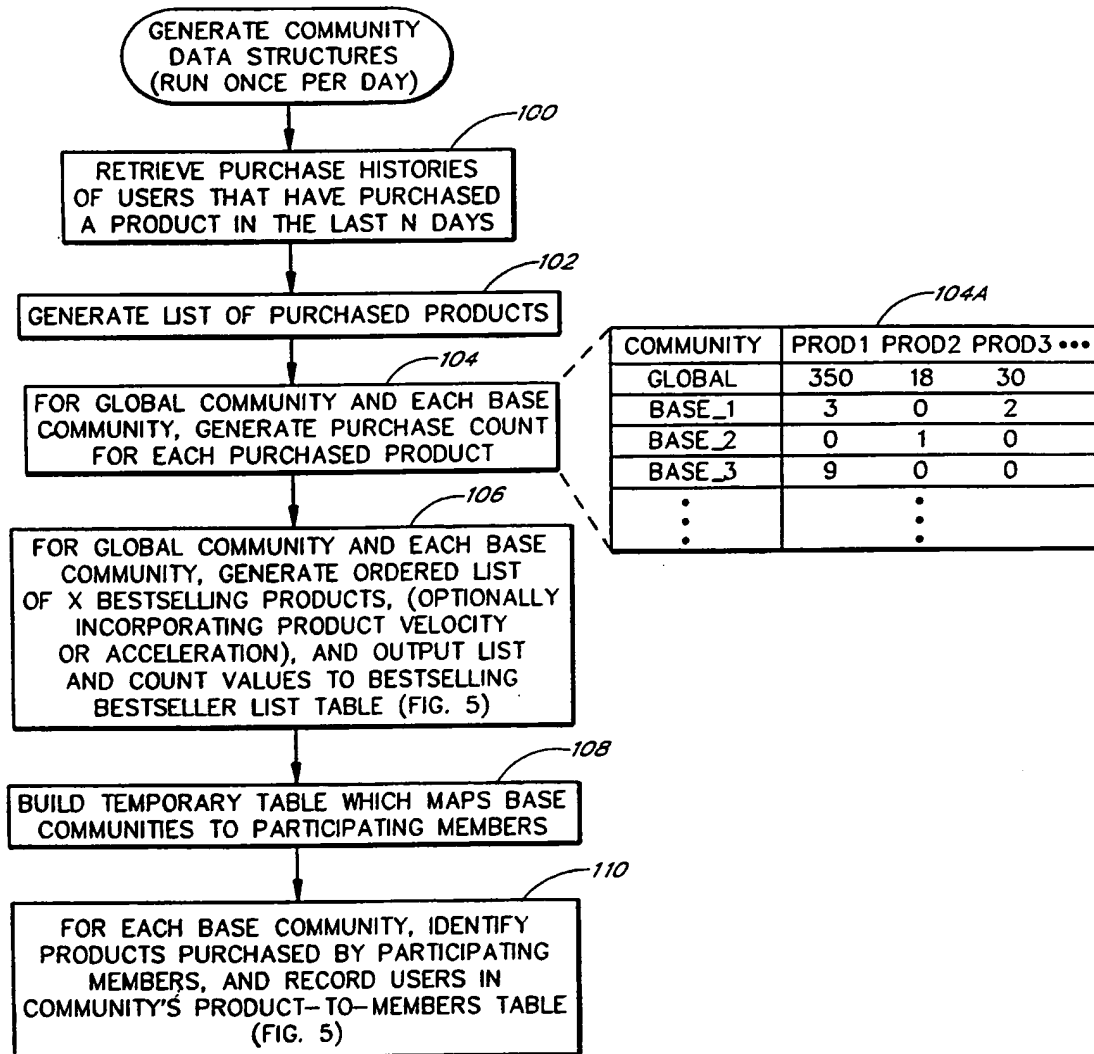 GENERATE COMMUNITY
DATA STRUCTURES
(RUN ONCE PER DAY)
100
RETRIEVE PURCHASE HISTORIES
OF USERS THAT HAVE PURCHASED
A PRODUCT IN THE LAST N DAYS
102
GENERATE LIST OF PURCHASED PRODUCTS
104
FOR GLOBAL COMMUNITY AND EACH BASE
COMMUNITY, GENERATE PURCHASE COUNT
FOR EACH PURCHASED PRODUCT
104A
COMMUNITY PROD1 PROD2 PROD3 •••
GLOBAL 350 18 30
BASE_1 3 0 2
BASE_2 0 1 0
BASE_3 9 0 0
106
FOR GLOBAL COMMUNITY AND EACH BASE
COMMUNITY, GENERATE ORDERED LIST
OF X BESTSELLING PRODUCTS, (OPTIONALLY
INCORPORATING PRODUCT VELOCITY
OR ACCELERATION), AND OUTPUT LIST
AND COUNT VALUES TO BESTSELLING
BESTSELLER LIST TABLE (FIG. 5)
108
BUILD TEMPORARY TABLE WHICH MAPS BASE
COMMUNITIES TO PARTICIPATING MEMBERS
110
FOR EACH BASE COMMUNITY, IDENTIFY
PRODUCTS PURCHASED BY PARTICIPATING
MEMBERS, AND RECORD USERS IN
COMMUNITY'S PRODUCT-TO-MEMBERS TABLE
(FIG. 5)